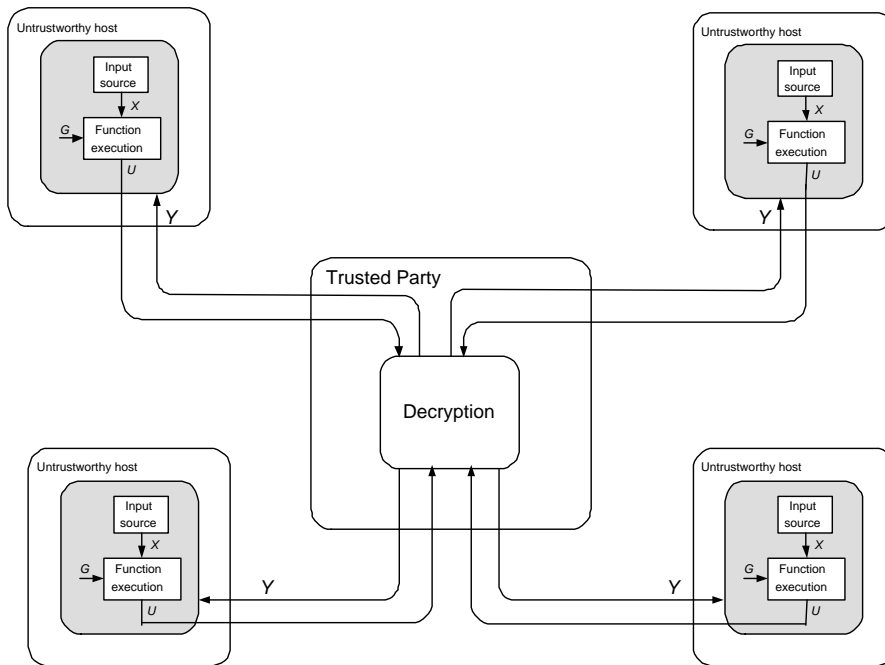 Untrustworthy host
Input
source
X
G
Function
execution
U
Y
Untrustworthy host
Input
source
X
G
Function
execution
U
Y
Trusted Party
Decryption
Untrustworthy host
Input
source
X
G
Function
execution
U
Y
Untrustworthy host
Input
source
X
G
Function
execution
U
Y